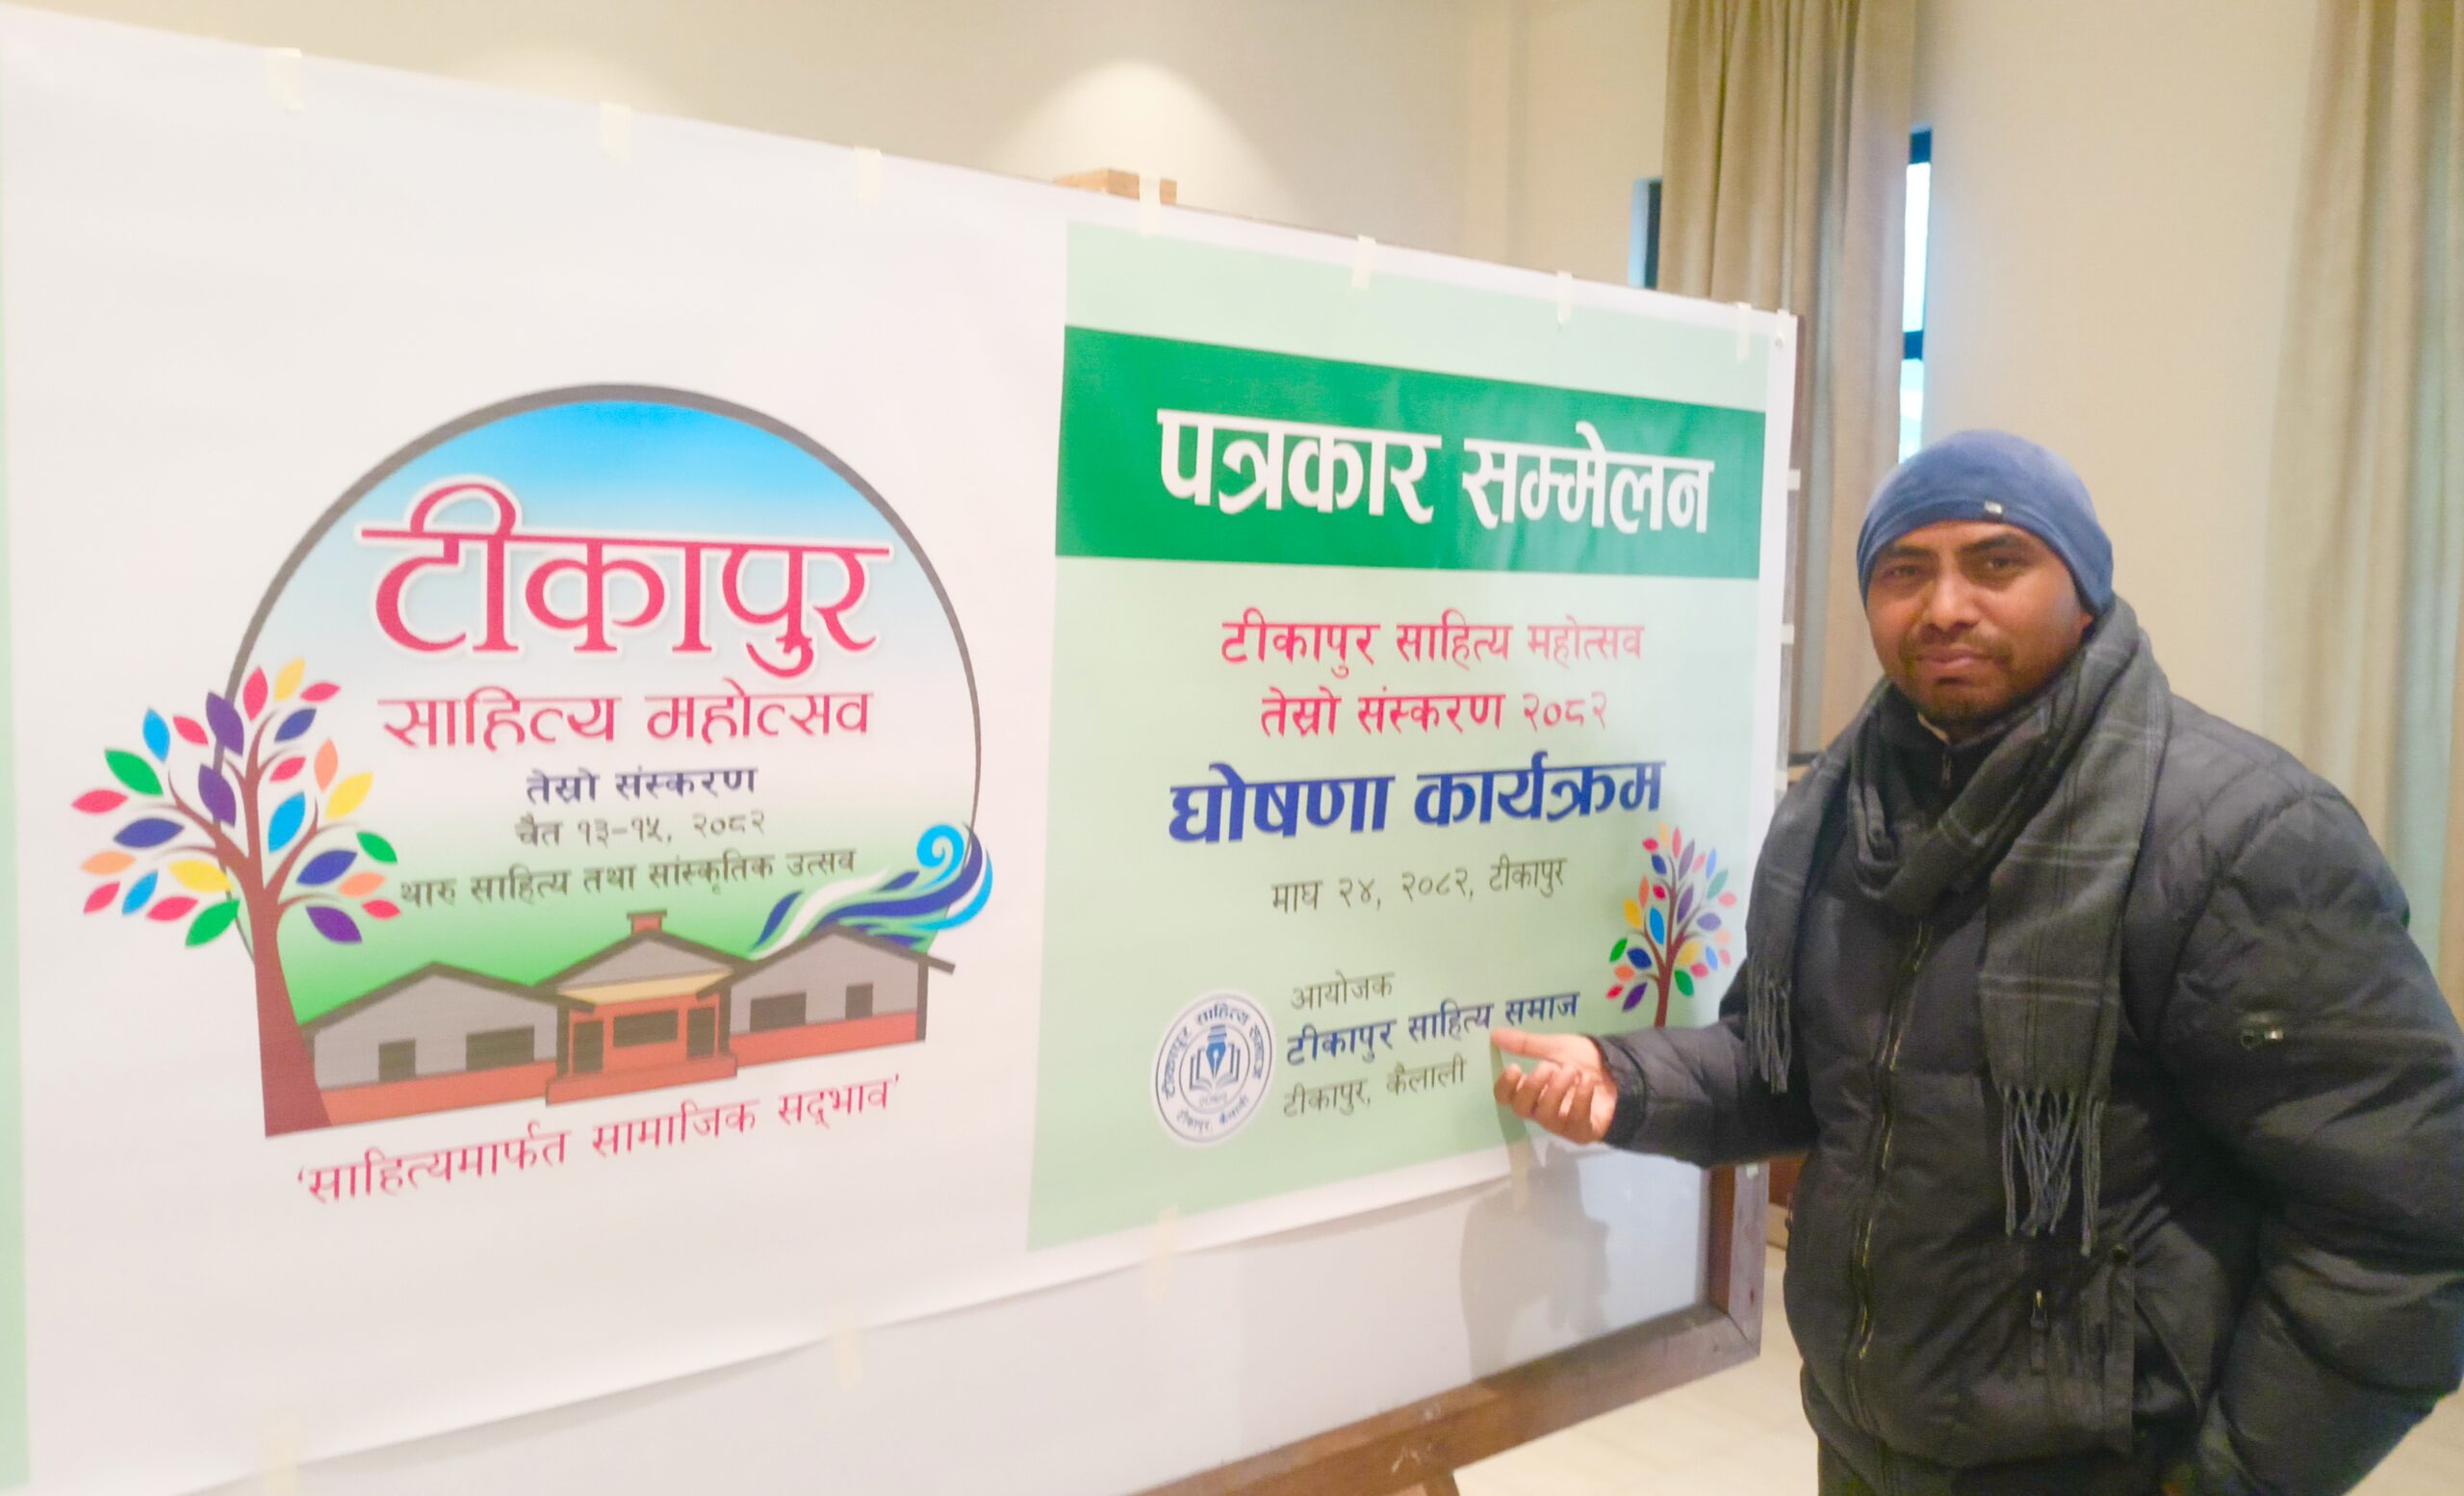 टीकापुर
साहित्य महोत्सव
तेस्रो संस्करण
चैत १३-१५, २०८२
थारु साहित्य तथा सांस्कृतिक उत्सव
‘साहित्यमार्फत सामाजिक सद्‌भाव’
पत्रकार सम्मेलन
टीकापुर साहित्य महोत्सव
तेस्रो संस्करण २०८२
घोषणा कार्यक्रम
माघ २४, २०८२, टीकापुर
आयोजक
टीकापुर साहित्य समाज
टीकापुर, कैलाली
टीकापुर साहित्य समाज
टीकापुर, कैलाली